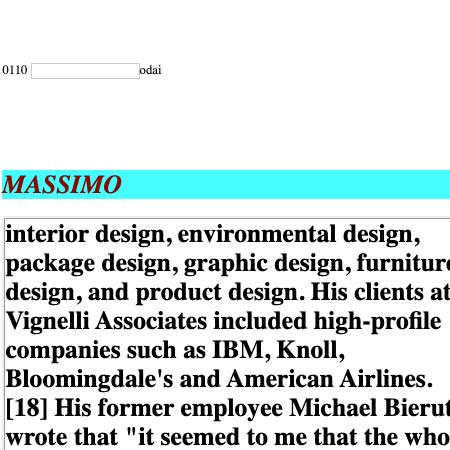 0110 odai
MASSIMO
interior design, environmental design,
package design, graphic design, furniture
design, and product design. His clients at
Vignelli Associates included high-profile
companies such as IBM, Knoll,
Bloomingdale's and American Airlines.
[18] His former employee Michael Bierut
wrote that "it seemed to me that the who